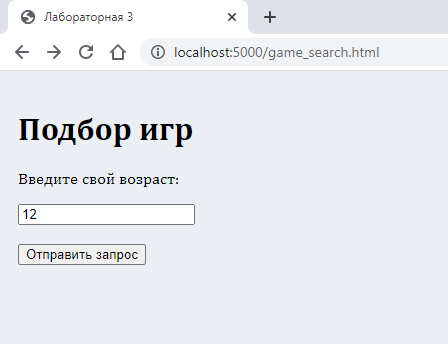 Лабораторная 3
localhost:5000/game_search.html
Подбор игр
Введите свой возраст:
12
Отправить запрос